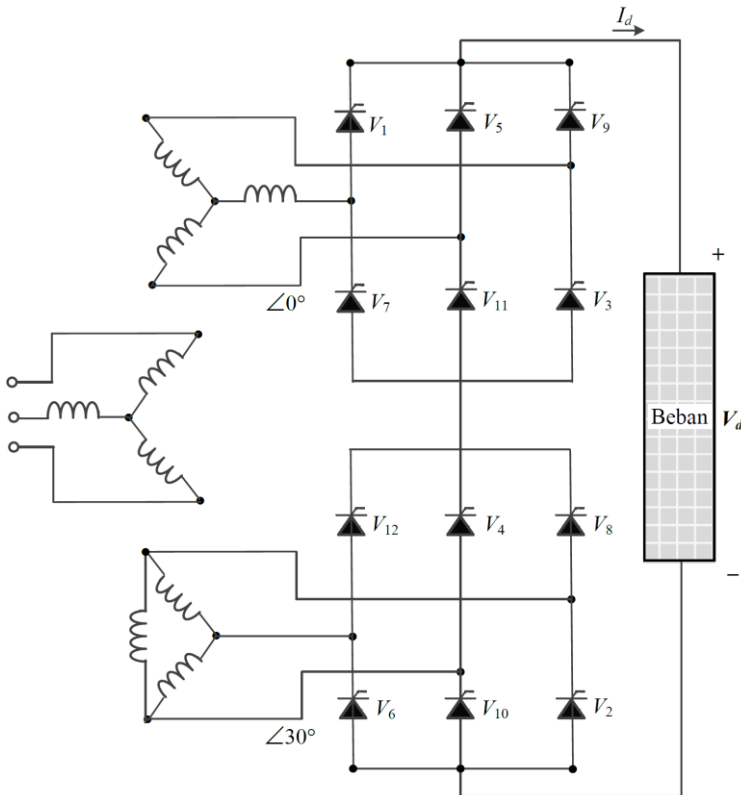 I_d
V_1
V_5
V_9
∠0°
V_7
V_11
V_3
+
Beban
V_d
V_12
V_4
V_8
−
∠30°
V_6
V_10
V_2